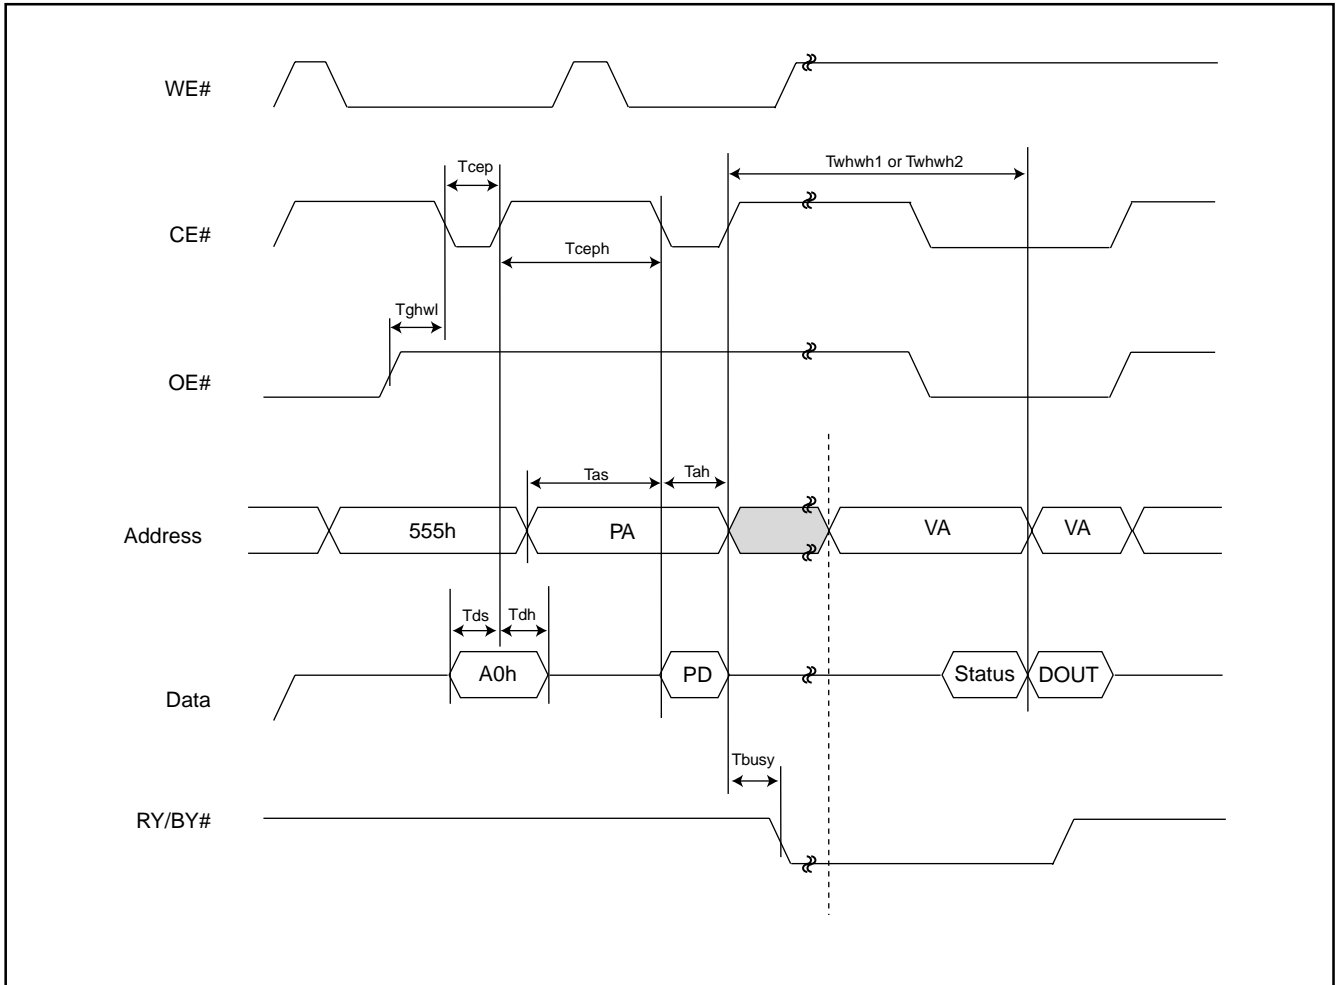 WE#
Twhwh1 or Twhwh2
Tcep
CE#
Tceph
Tghwl
OE#
Tas
Tah
Address
555h
PA
VA
VA
Tds
Tdh
Data
A0h
PD
Status
DOUT
Tbusy
RY/BY#